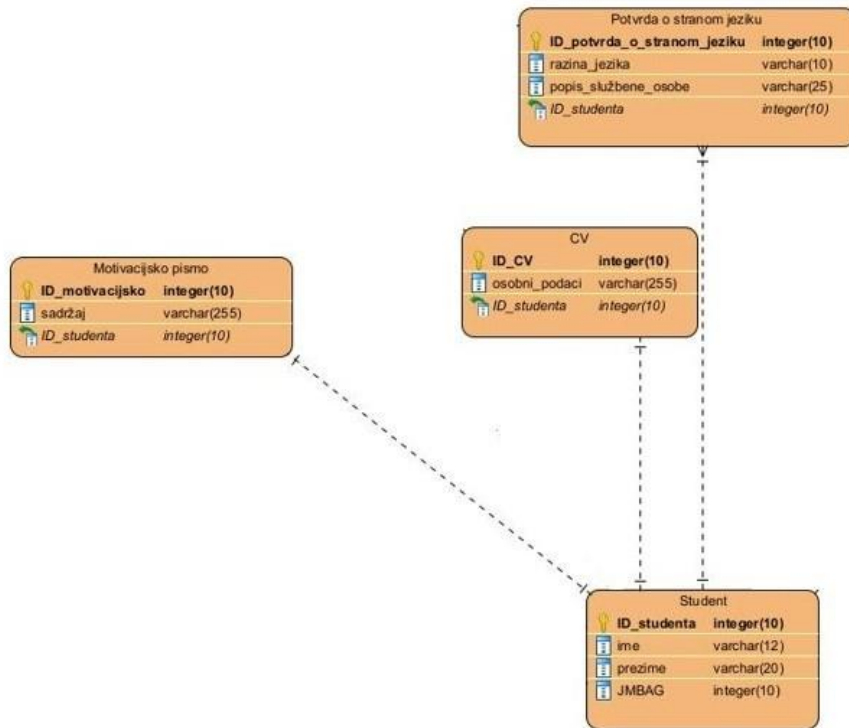 Potvrda o stranom jeziku
ID_potvrda_o_stranom_jeziku integer(10)
razina_jezika varchar(10)
popis_službene_osobe varchar(25)
ID_studenta integer(10)
CV
ID_CV integer(10)
osobni_podaci varchar(255)
ID_studenta integer(10)
Motivacijsko pismo
ID_motivacijsko integer(10)
sadržaj varchar(255)
ID_studenta integer(10)
Student
ID_studenta integer(10)
ime varchar(12)
prezime varchar(20)
JMBAG integer(10)